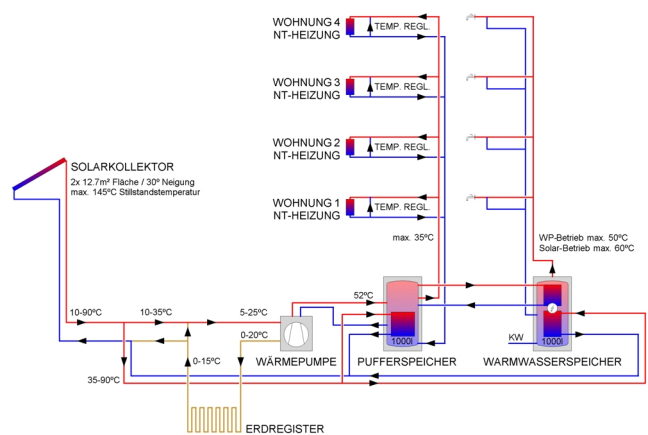 WOHNUNG 4
NT-HEIZUNG
TEMP. REGL.
WOHNUNG 3
NT-HEIZUNG
TEMP. REGL.
WOHNUNG 2
NT-HEIZUNG
TEMP. REGL.
SOLARKOLLEKTOR
2x 12.7m² Fläche / 30º Neigung
max. 145ºC Stillstandstemperatur
WOHNUNG 1
NT-HEIZUNG
TEMP. REGL.
max. 35ºC
WP-Betrieb max. 50ºC
Solar-Betrieb max. 60ºC
10-90ºC
10-35ºC
5-25ºC
52ºC
0-20ºC
1000l
KW
1000l
WÄRMEPUMPE
PUFFERSPEICHER
WARMWASSERSPEICHER
0-15ºC
35-90ºC
ERDREGISTER